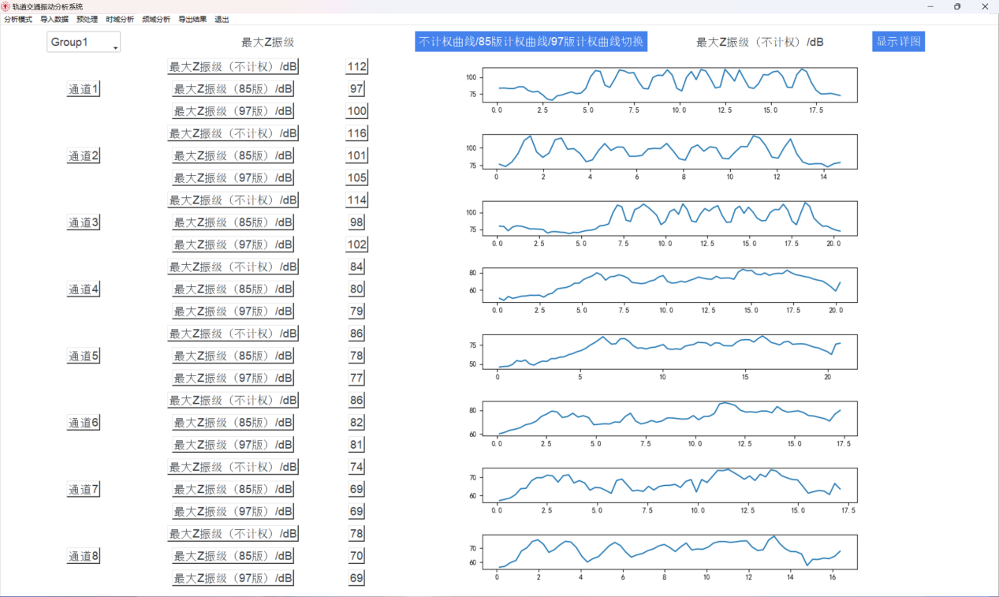 轨道交通振动分析系统
分析模式 导入数据 预处理 时域分析 频域分析 导出结果 退出
Group1 最大Z振级 不计权曲线/85版计权曲线/97版计权曲线切换 最大Z振级（不计权）/dB 显示详图
通道1
最大Z振级（不计权）/dB 112
最大Z振级（85版）/dB 97
最大Z振级（97版）/dB 100
100
75
0.0 2.5 5.0 7.5 10.0 12.5 15.0 17.5
通道2
最大Z振级（不计权）/dB 116
最大Z振级（85版）/dB 101
最大Z振级（97版）/dB 105
100
75
0 2 4 6 8 10 12 14
通道3
最大Z振级（不计权）/dB 114
最大Z振级（85版）/dB 98
最大Z振级（97版）/dB 102
100
75
0.0 2.5 5.0 7.5 10.0 12.5 15.0 17.5 20.0
通道4
最大Z振级（不计权）/dB 84
最大Z振级（85版）/dB 80
最大Z振级（97版）/dB 79
80
60
0.0 2.5 5.0 7.5 10.0 12.5 15.0 17.5 20.0
通道5
最大Z振级（不计权）/dB 86
最大Z振级（85版）/dB 78
最大Z振级（97版）/dB 77
75
50
0 5 10 15 20
通道6
最大Z振级（不计权）/dB 86
最大Z振级（85版）/dB 82
最大Z振级（97版）/dB 81
80
60
0.0 2.5 5.0 7.5 10.0 12.5 15.0 17.5
通道7
最大Z振级（不计权）/dB 74
最大Z振级（85版）/dB 69
最大Z振级（97版）/dB 69
70
60
0.0 2.5 5.0 7.5 10.0 12.5 15.0 17.5
通道8
最大Z振级（不计权）/dB 78
最大Z振级（85版）/dB 70
最大Z振级（97版）/dB 69
70
60
0 2 4 6 8 10 12 14 16